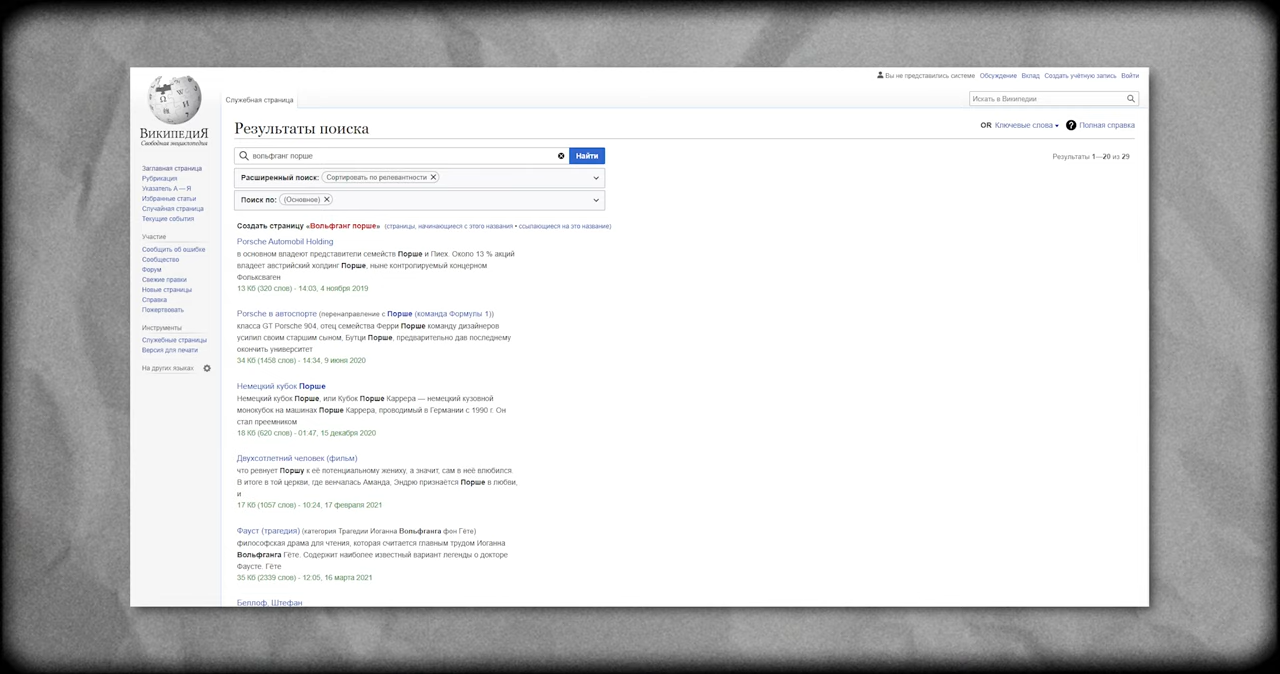 Вы не представились системе Обсуждение Вклад Создать учётную запись Войти
Служебная страница
Искать в Википедии
ВикипедиЯ
Свободная энциклопедия
Результаты поиска
OR Ключевые слова ? Полная справка
вольфганг порше
Найти
Результаты 1—20 из 29
Расширенный поиск: Сортировать по релевантности
Поиск по: (Основное)
Заглавная страница
Рубрикация
Указатель А — Я
Избранные статьи
Случайная страница
Текущие события
Участие
Сообщить об ошибке
Сообщество
Форум
Свежие правки
Новые страницы
Справка
Пожертвовать
Инструменты
Служебные страницы
Версия для печати
На других языках
Создать страницу «Вольфганг порше» (страницы, начинающиеся с этого названия • ссылающиеся на это название)
Porsche Automobil Holding
в основном владеют представители семейств Порше и Пиех. Около 13 % акций
владеет австрийский холдинг Порше, ныне контролируемый концерном
Фольксваген
13 Кб (320 слов) - 14:03, 4 ноября 2019
Porsche в автоспорте (перенаправление с Порше (команда Формулы 1))
класса GT Porsche 904, отец семейства Ферри Порше команду дизайнеров
усилил своим старшим сыном, Бутци Порше, предварительно дав последнему
окончить университет
34 Кб (1458 слов) - 14:34, 9 июня 2020
Немецкий кубок Порше
Немецкий кубок Порше, или Кубок Порше Каррера — немецкий кузовной
монокубок на машинах Порше Каррера, проводимый в Германии с 1990 г. Он
стал преемником
18 Кб (620 слов) - 01:47, 15 декабря 2020
Двухсотлетний человек (фильм)
что ревнует Поршу к её потенциальному жениху, а значит, сам в неё влюбился.
В итоге в той церкви, где венчалась Аманда, Эндрю признаётся Порше в любви,
и
17 Кб (1057 слов) - 10:24, 17 февраля 2021
Фауст (трагедия) (категория Трагедии Иоганна Вольфганга фон Гёте)
философская драма для чтения, которая считается главным трудом Иоганна
Вольфганга Гёте. Содержит наиболее известный вариант легенды о докторе
Фаусте. Гёте
35 Кб (2339 слов) - 12:05, 16 марта 2021
Беллоф, Штефан